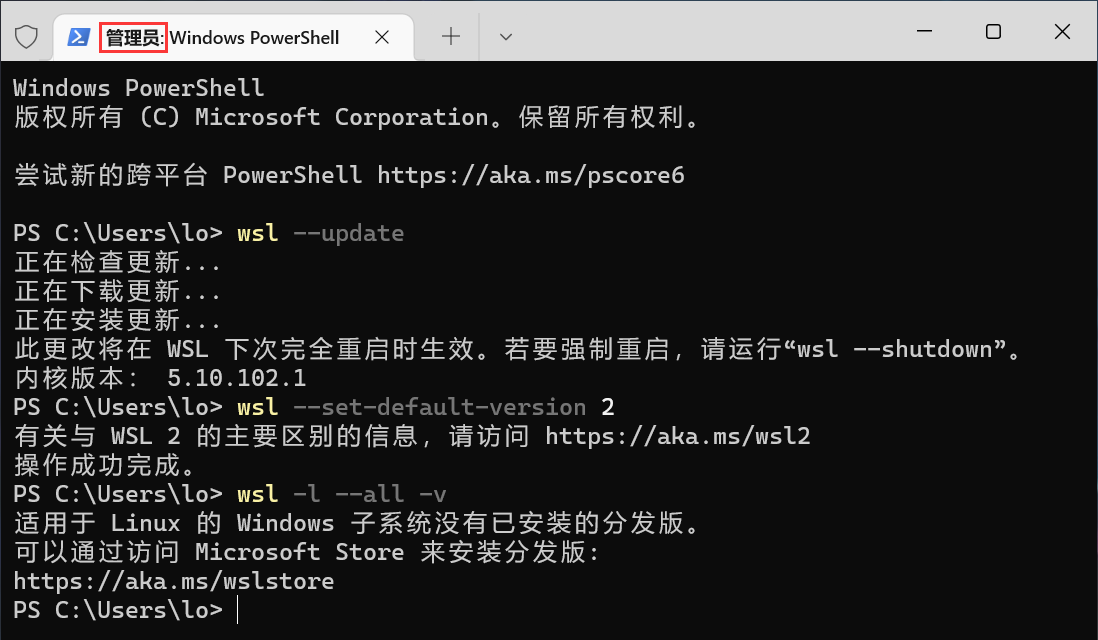 管理员: Windows PowerShell
Windows PowerShell
版权所有 (C) Microsoft Corporation。保留所有权利。
尝试新的跨平台 PowerShell https://aka.ms/pscore6
PS C:\Users\lo> wsl --update
正在检查更新...
正在下载更新...
正在安装更新...
此更改将在 WSL 下次完全重启时生效。若要强制重启，请运行“wsl --shutdown”。
内核版本： 5.10.102.1
PS C:\Users\lo> wsl --set-default-version 2
有关与 WSL 2 的主要区别的信息，请访问 https://aka.ms/wsl2
操作成功完成。
PS C:\Users\lo> wsl -l --all -v
适用于 Linux 的 Windows 子系统没有已安装的分发版。
可以通过访问 Microsoft Store 来安装分发版:
https://aka.ms/wslstore
PS C:\Users\lo>